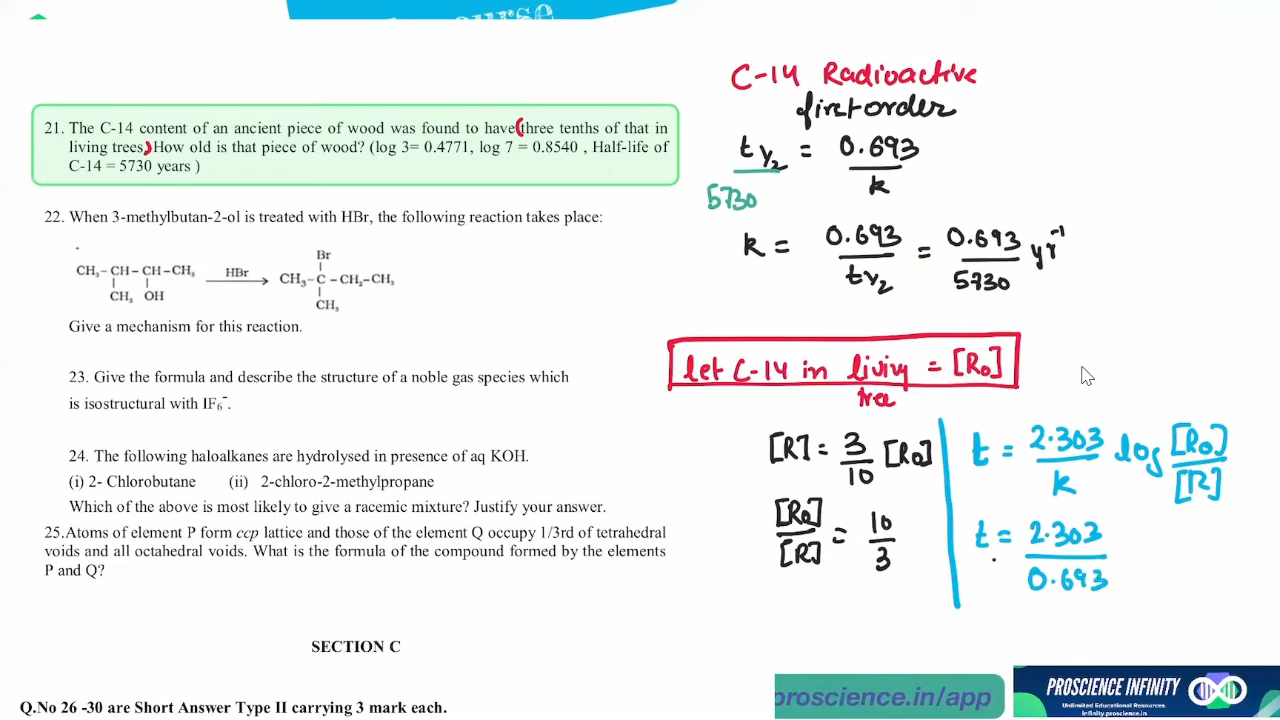 course
21. The C-14 content of an ancient piece of wood was found to have (three tenths of that in
living trees) How old is that piece of wood? (log 3= 0.4771, log 7 = 0.8540 , Half-life of
C-14 = 5730 years )
22. When 3-methylbutan-2-ol is treated with HBr, the following reaction takes place:
Br
CH₃–CH–CH–CH₃ HBr CH₃–C–CH₂–CH₃
CH₃ OH CH₃
Give a mechanism for this reaction.
23. Give the formula and describe the structure of a noble gas species which
is isostructural with IF₆⁻.
24. The following haloalkanes are hydrolysed in presence of aq KOH.
(i) 2- Chlorobutane (ii) 2-chloro-2-methylpropane
Which of the above is most likely to give a racemic mixture? Justify your answer.
25.Atoms of element P form ccp lattice and those of the element Q occupy 1/3rd of tetrahedral
voids and all octahedral voids. What is the formula of the compound formed by the elements
P and Q?
SECTION C
Q.No 26 -30 are Short Answer Type II carrying 3 mark each.
C-14 Radioactive
first order
t½ = 0.693/k
5730
k = 0.693/t½ = 0.693/5730 yr⁻¹
let C-14 in living = [R₀]
tree
[R] = 3/10 [R₀]
[R₀]/[R] = 10/3
t = 2.303/k log [R₀]/[R]
t = 2.303/0.693
proscience.in/app
PROSCIENCE INFINITY
Unlimited Educational Resources.
Infinity.proscience.in